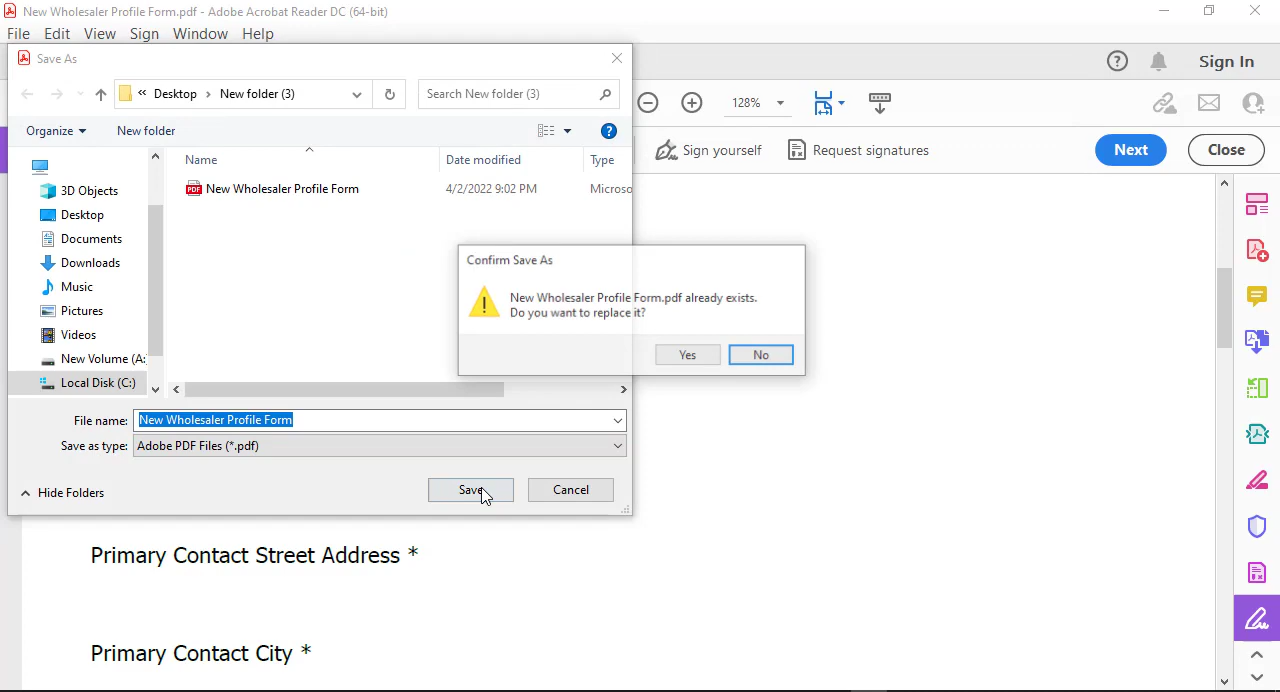 New Wholesaler Profile Form.pdf - Adobe Acrobat Reader DC (64-bit)
File Edit View Sign Window Help
Save As
Sign In
« Desktop › New folder (3)
Search New folder (3)
128%
Organize
New folder
Sign yourself
Request signatures
Next
Close
Name
Date modified
Type
3D Objects
Desktop
Documents
Downloads
Music
Pictures
Videos
New Volume (A:
Local Disk (C:)
New Wholesaler Profile Form
4/2/2022 9:02 PM
Microso
Confirm Save As
New Wholesaler Profile Form.pdf already exists.
Do you want to replace it?
Yes
No
File name: New Wholesaler Profile Form
Save as type: Adobe PDF Files (*.pdf)
Hide Folders
Save
Cancel
Primary Contact Street Address *
Primary Contact City *